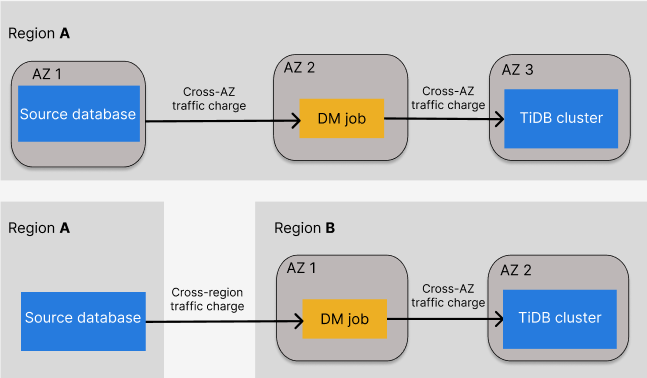 Region A
AZ 1
AZ 2
AZ 3
Source database
Cross-AZ
traffic charge
DM job
Cross-AZ
traffic charge
TiDB cluster
Region A
Region B
AZ 1
AZ 2
Source database
Cross-region
traffic charge
DM job
Cross-AZ
traffic charge
TiDB cluster